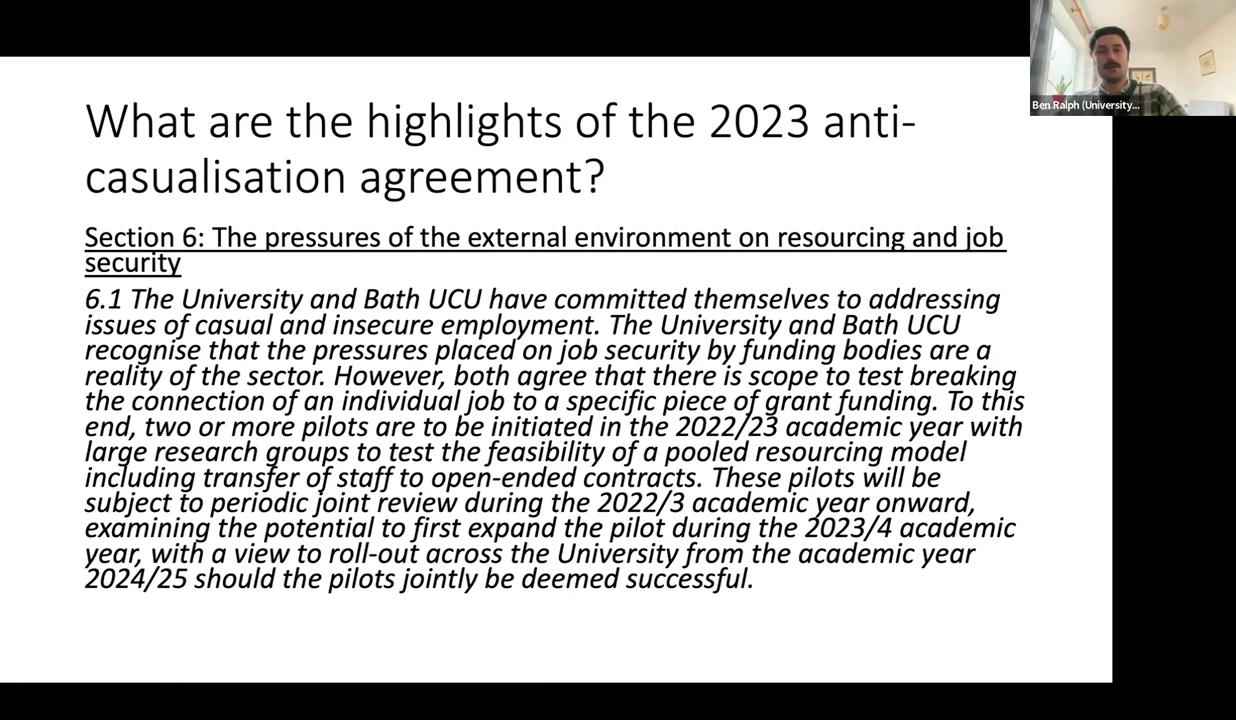 What are the highlights of the 2023 anti-
casualisation agreement?
Section 6: The pressures of the external environment on resourcing and job
security
6.1 The University and Bath UCU have committed themselves to addressing
issues of casual and insecure employment. The University and Bath UCU
recognise that the pressures placed on job security by funding bodies are a
reality of the sector. However, both agree that there is scope to test breaking
the connection of an individual job to a specific piece of grant funding. To this
end, two or more pilots are to be initiated in the 2022/23 academic year with
large research groups to test the feasibility of a pooled resourcing model
including transfer of staff to open-ended contracts. These pilots will be
subject to periodic joint review during the 2022/3 academic year onward,
examining the potential to first expand the pilot during the 2023/4 academic
year, with a view to roll-out across the University from the academic year
2024/25 should the pilots jointly be deemed successful.
Ben Ralph (University...